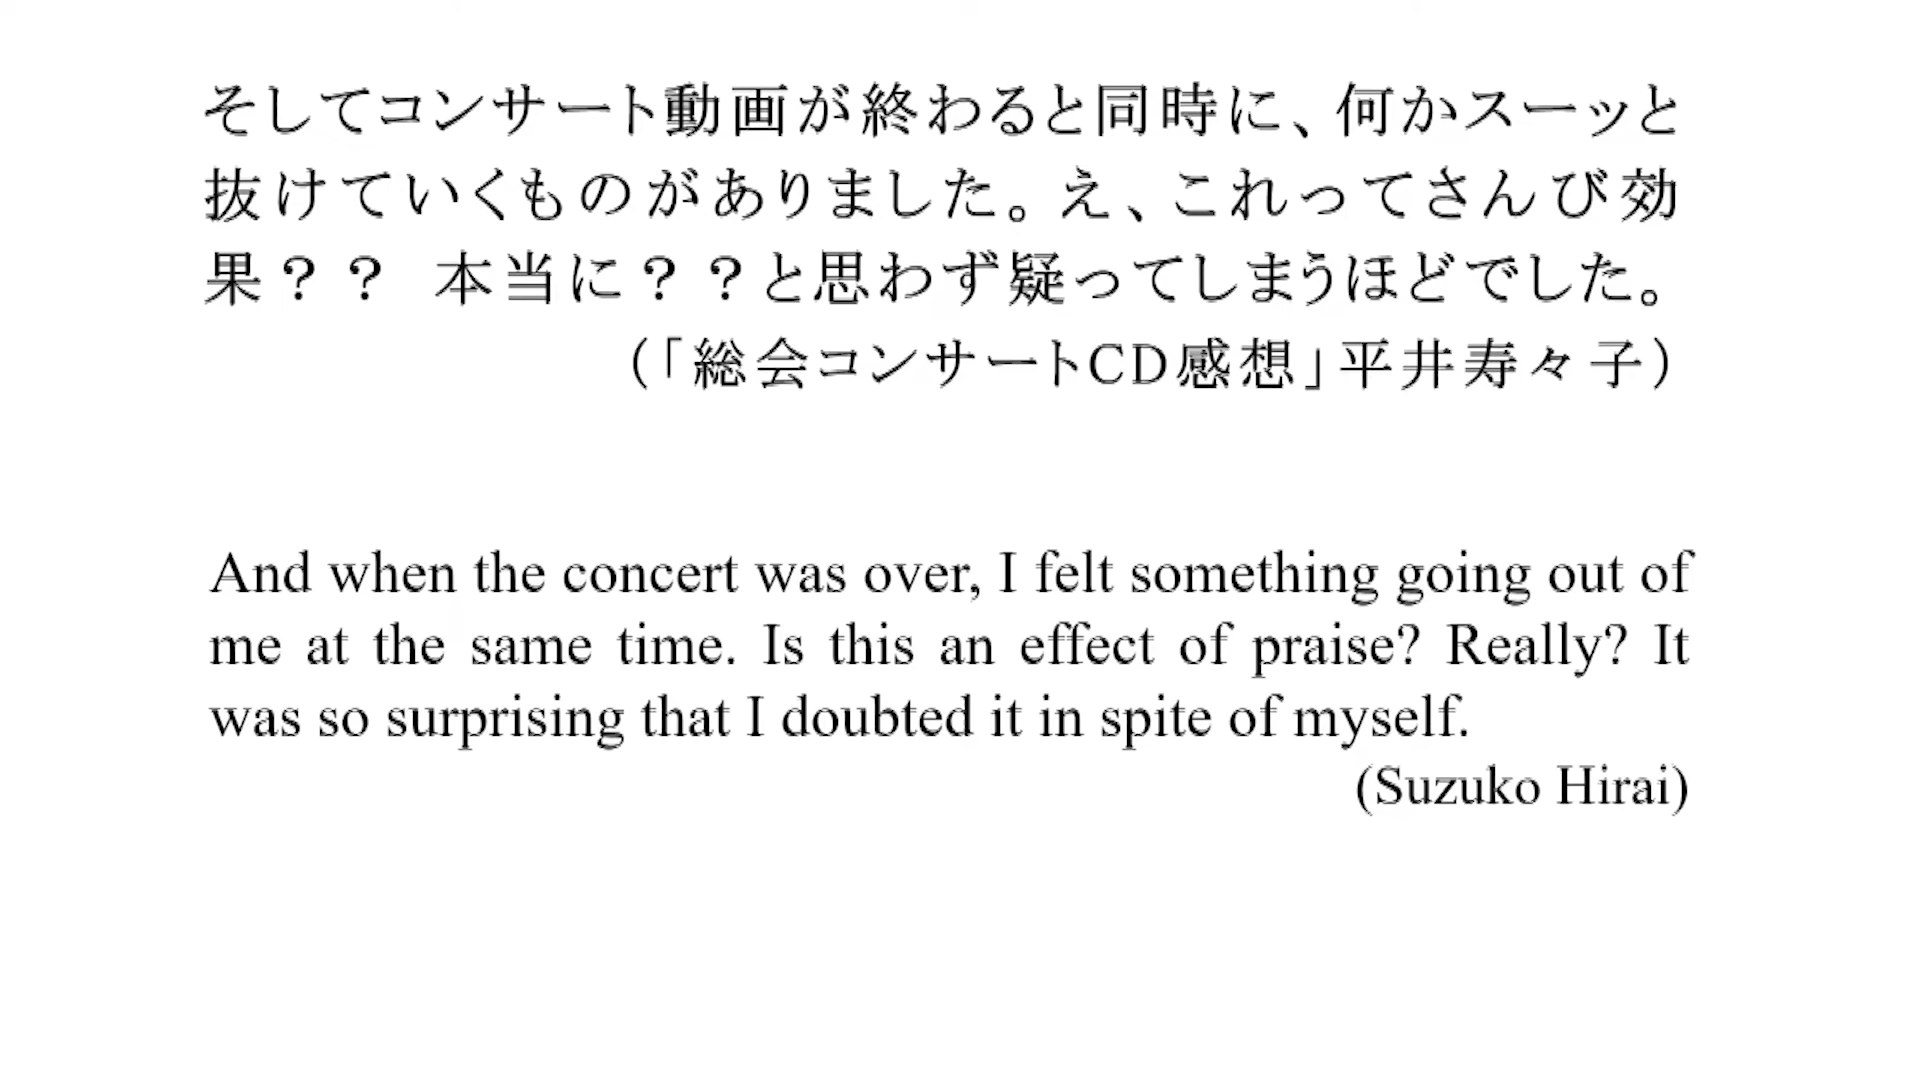 そしてコンサート動画が終わると同時に、何かスーッと
抜けていくものがありました。え、これってさんび効
果？？　本当に？？と思わず疑ってしまうほどでした。
（「総会コンサートCD感想」平井寿々子）
And when the concert was over, I felt something going out of
me at the same time. Is this an effect of praise? Really? It
was so surprising that I doubted it in spite of myself.
(Suzuko Hirai)